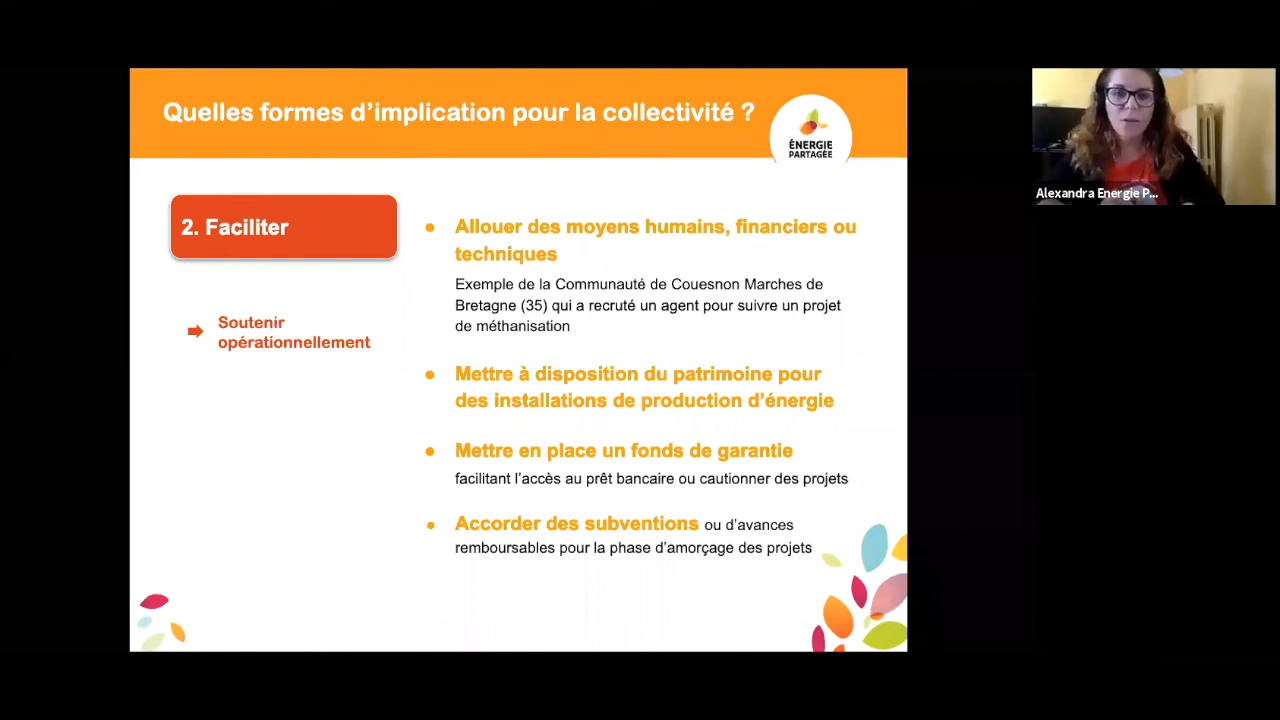 Quelles formes d'implication pour la collectivité ?
ÉNERGIE
PARTAGÉE
Alexandra Energie P...
2. Faciliter
Soutenir
opérationnellement
Allouer des moyens humains, financiers ou
techniques
Exemple de la Communauté de Couesnon Marches de
Bretagne (35) qui a recruté un agent pour suivre un projet
de méthanisation
Mettre à disposition du patrimoine pour
des installations de production d'énergie
Mettre en place un fonds de garantie
facilitant l'accès au prêt bancaire ou cautionner des projets
Accorder des subventions ou d'avances
remboursables pour la phase d'amorçage des projets